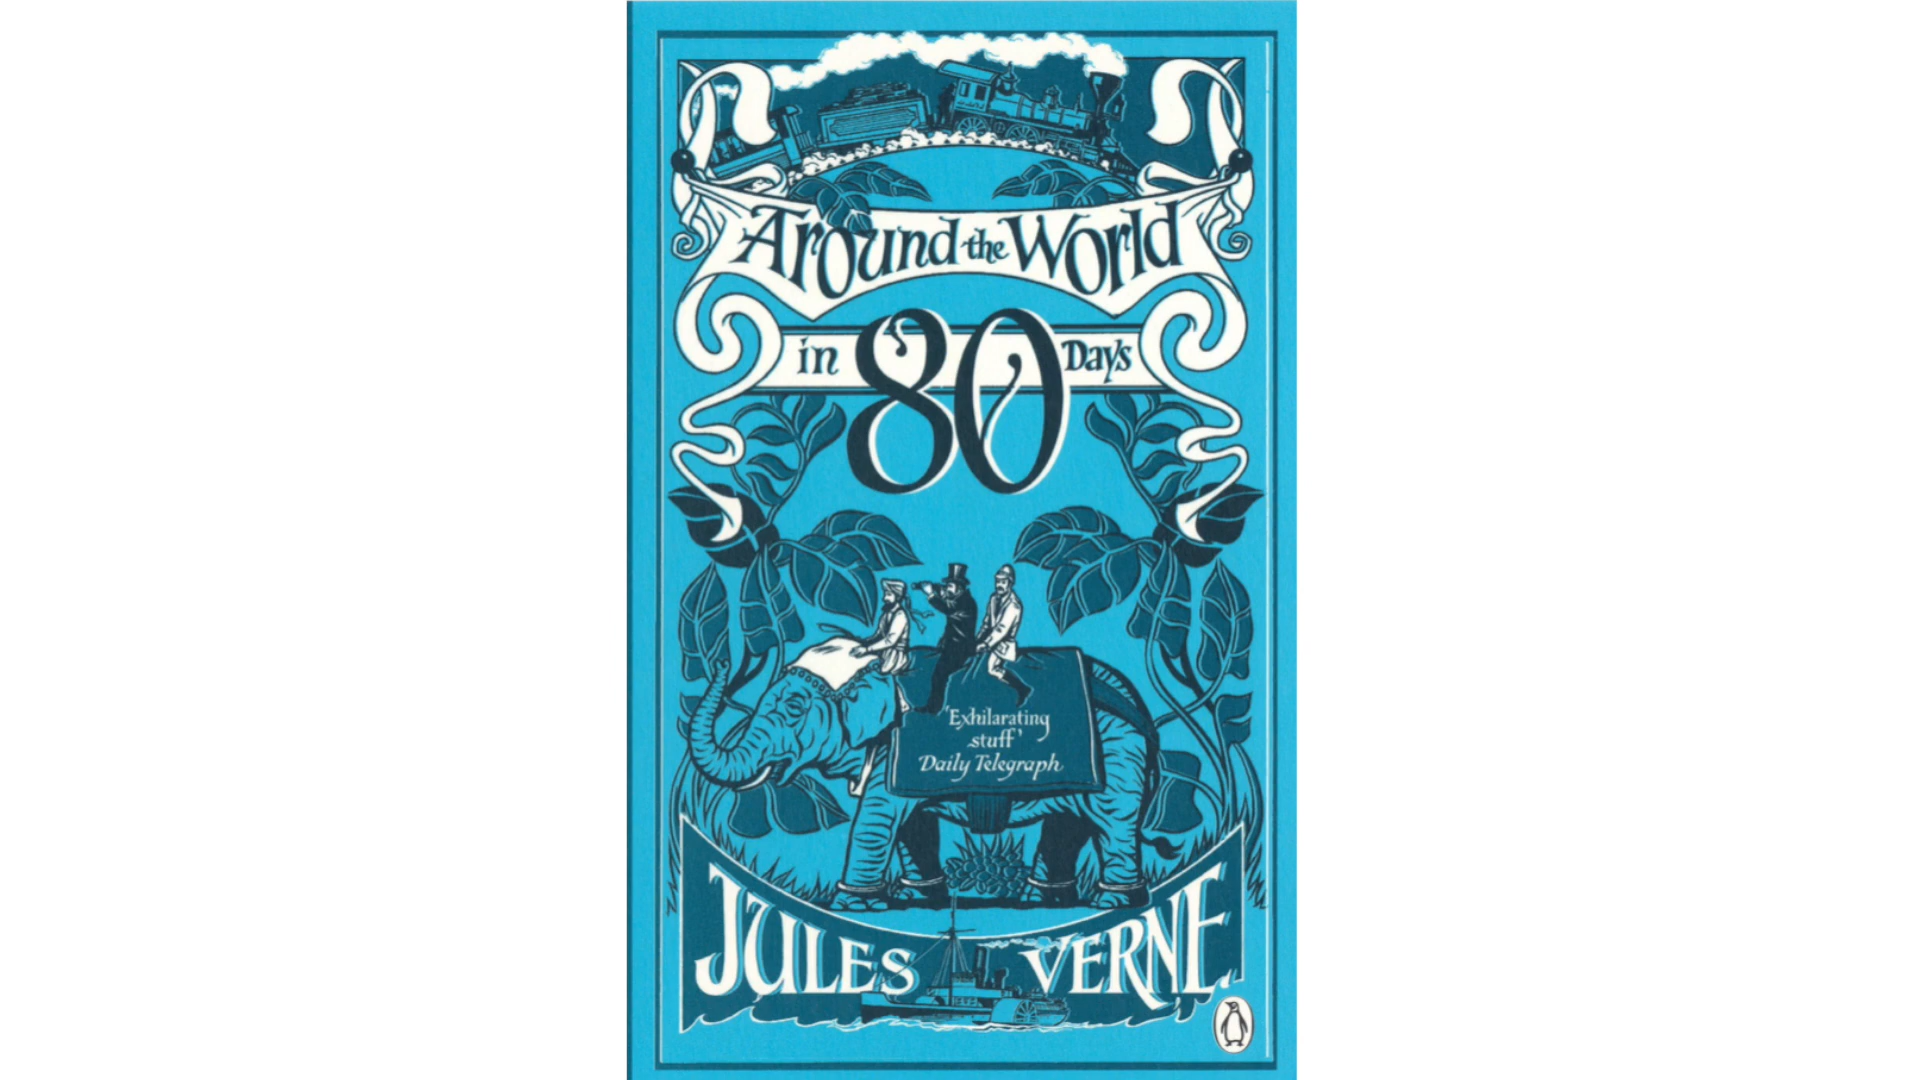 Around the World
in 80 Days
'Exhilarating
stuff'
Daily Telegraph
JULES VERNE